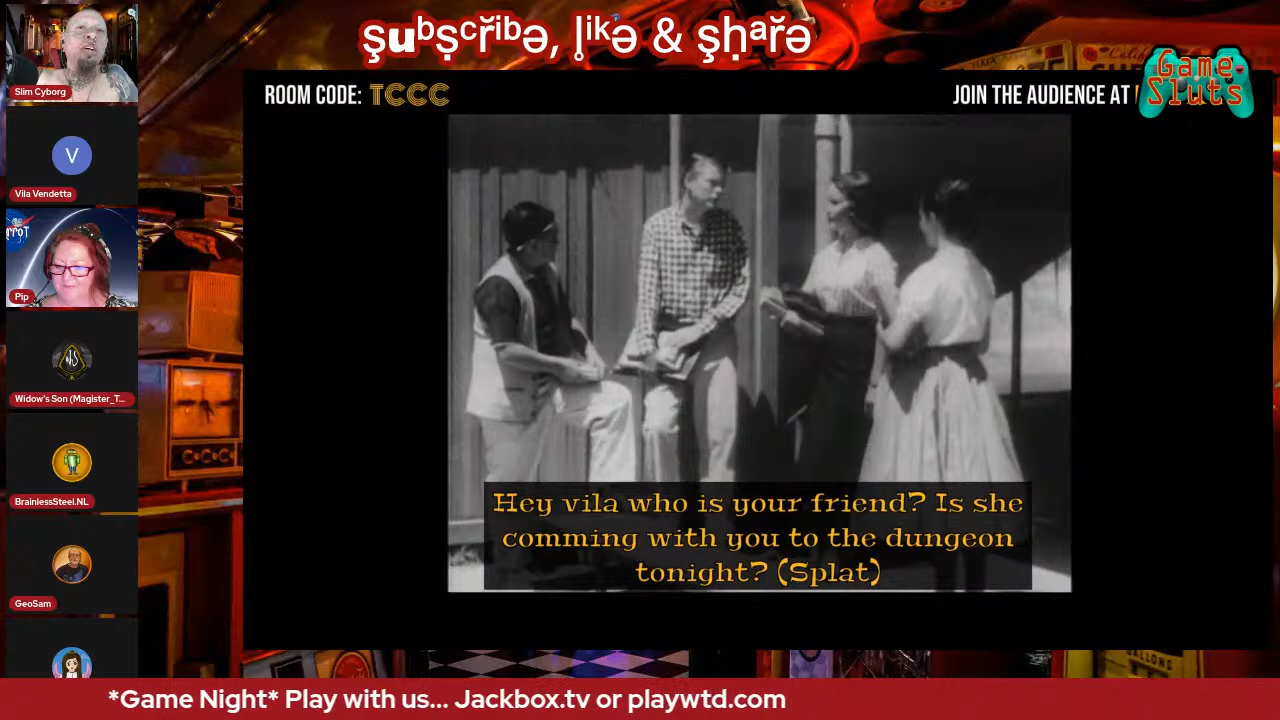 şuᵇşᶜřⁱᵇə, ļⁱᵏə & şḥᵃřə
Slim Cyborg
ROOM CODE: TCCC
JOIN THE AUDIENCE AT
Game
Sluts
V
Vila Vendetta
Pip
Widow's Son (Magister_T...
BrainlessSteel.NL
GeoSam
Hey vila who is your friend? Is she
comming with you to the dungeon
tonight? (Splat)
*Game Night* Play with us... Jackbox.tv or playwtd.com